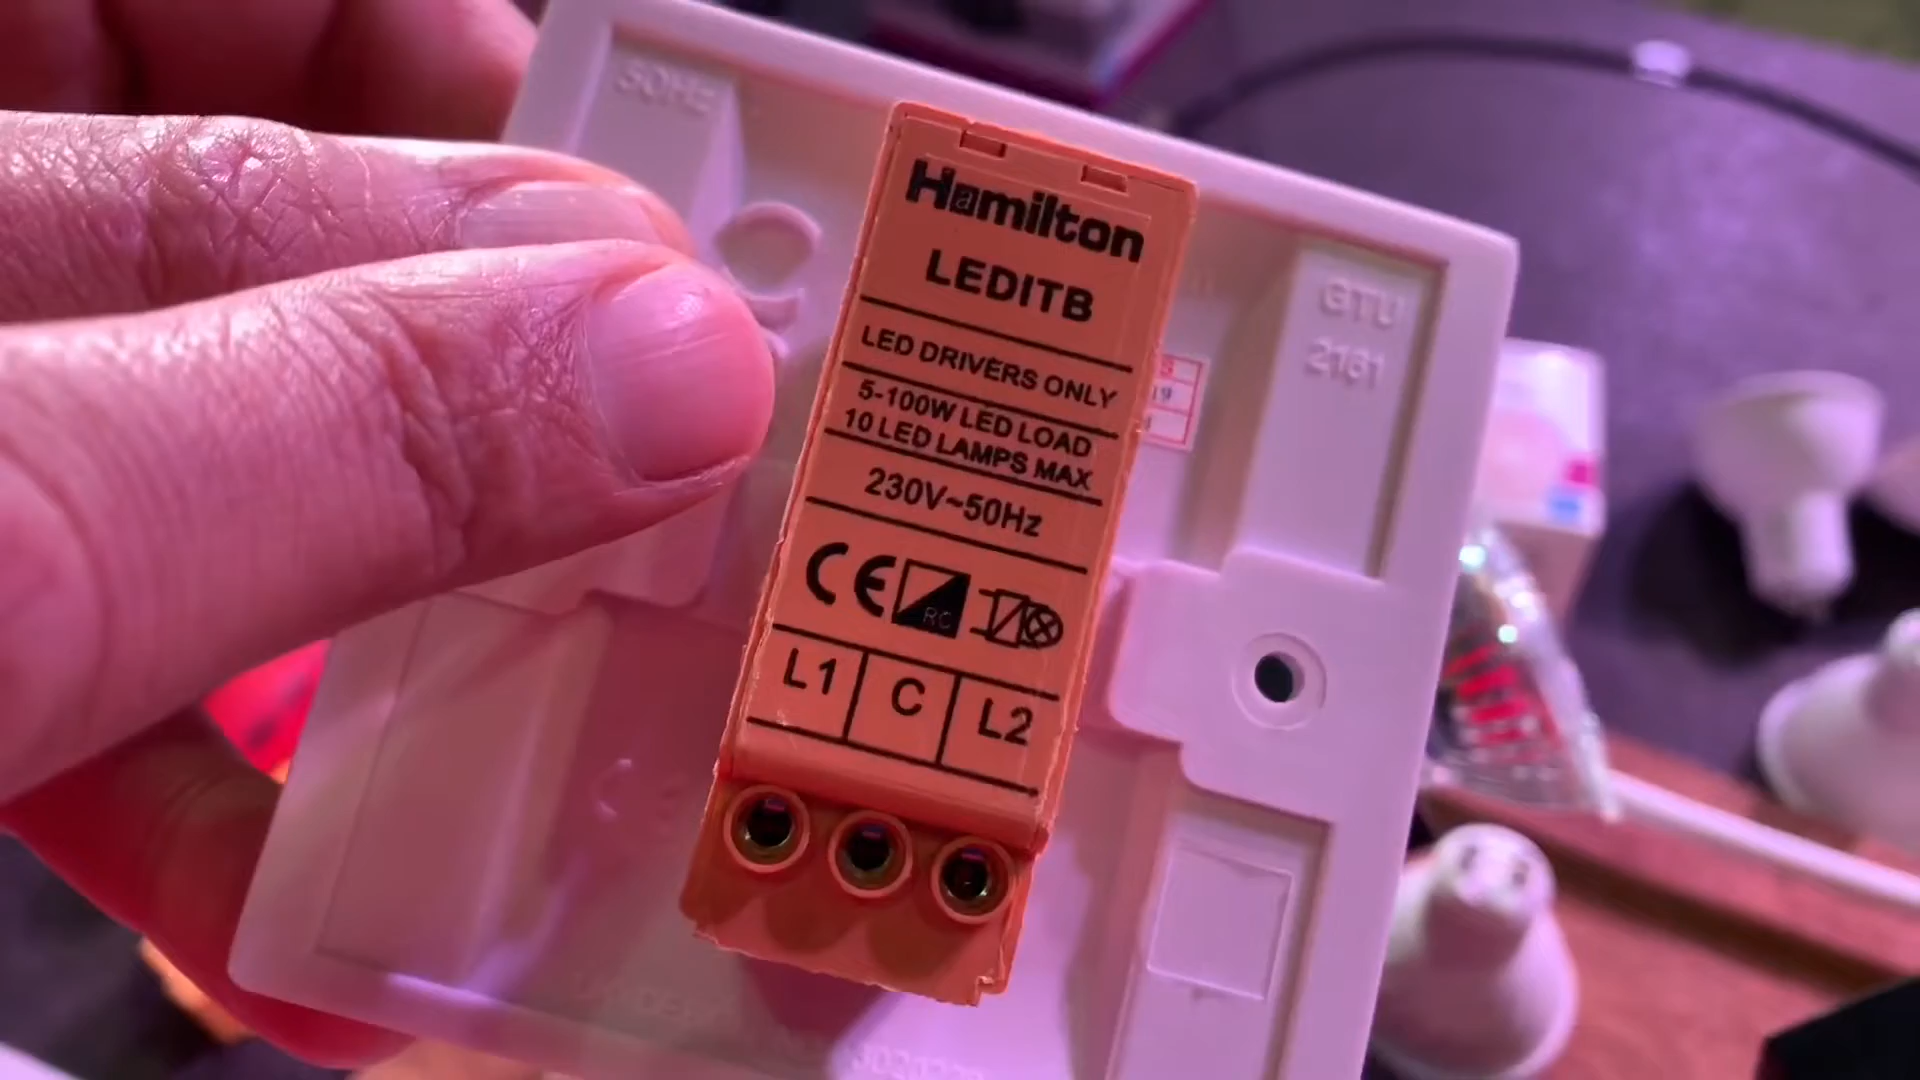 50Hz
Hamilton
LEDITB
LED DRIVERS ONLY
5-100W LED LOAD
10 LED LAMPS MAX
230V~50Hz
CE RC
L1 C L2
GTU
2161